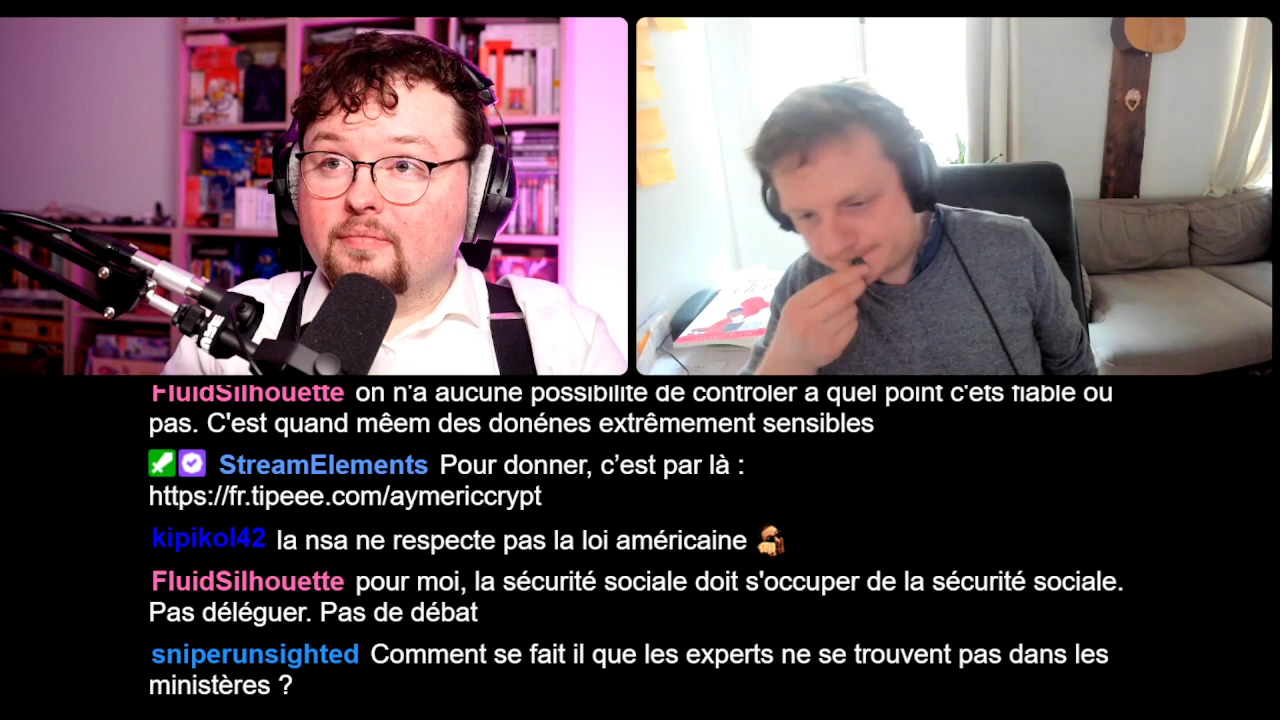 FluidSilhouette on n'a aucune possibilité de controler a quel point c'ets fiable ou
pas. C'est quand mêem des donénes extrêmement sensibles
StreamElements Pour donner, c’est par là :
https://fr.tipeee.com/aymericcrypt
kipikol42 la nsa ne respecte pas la loi américaine
FluidSilhouette pour moi, la sécurité sociale doit s'occuper de la sécurité sociale.
Pas déléguer. Pas de débat
sniperunsighted Comment se fait il que les experts ne se trouvent pas dans les
ministères ?